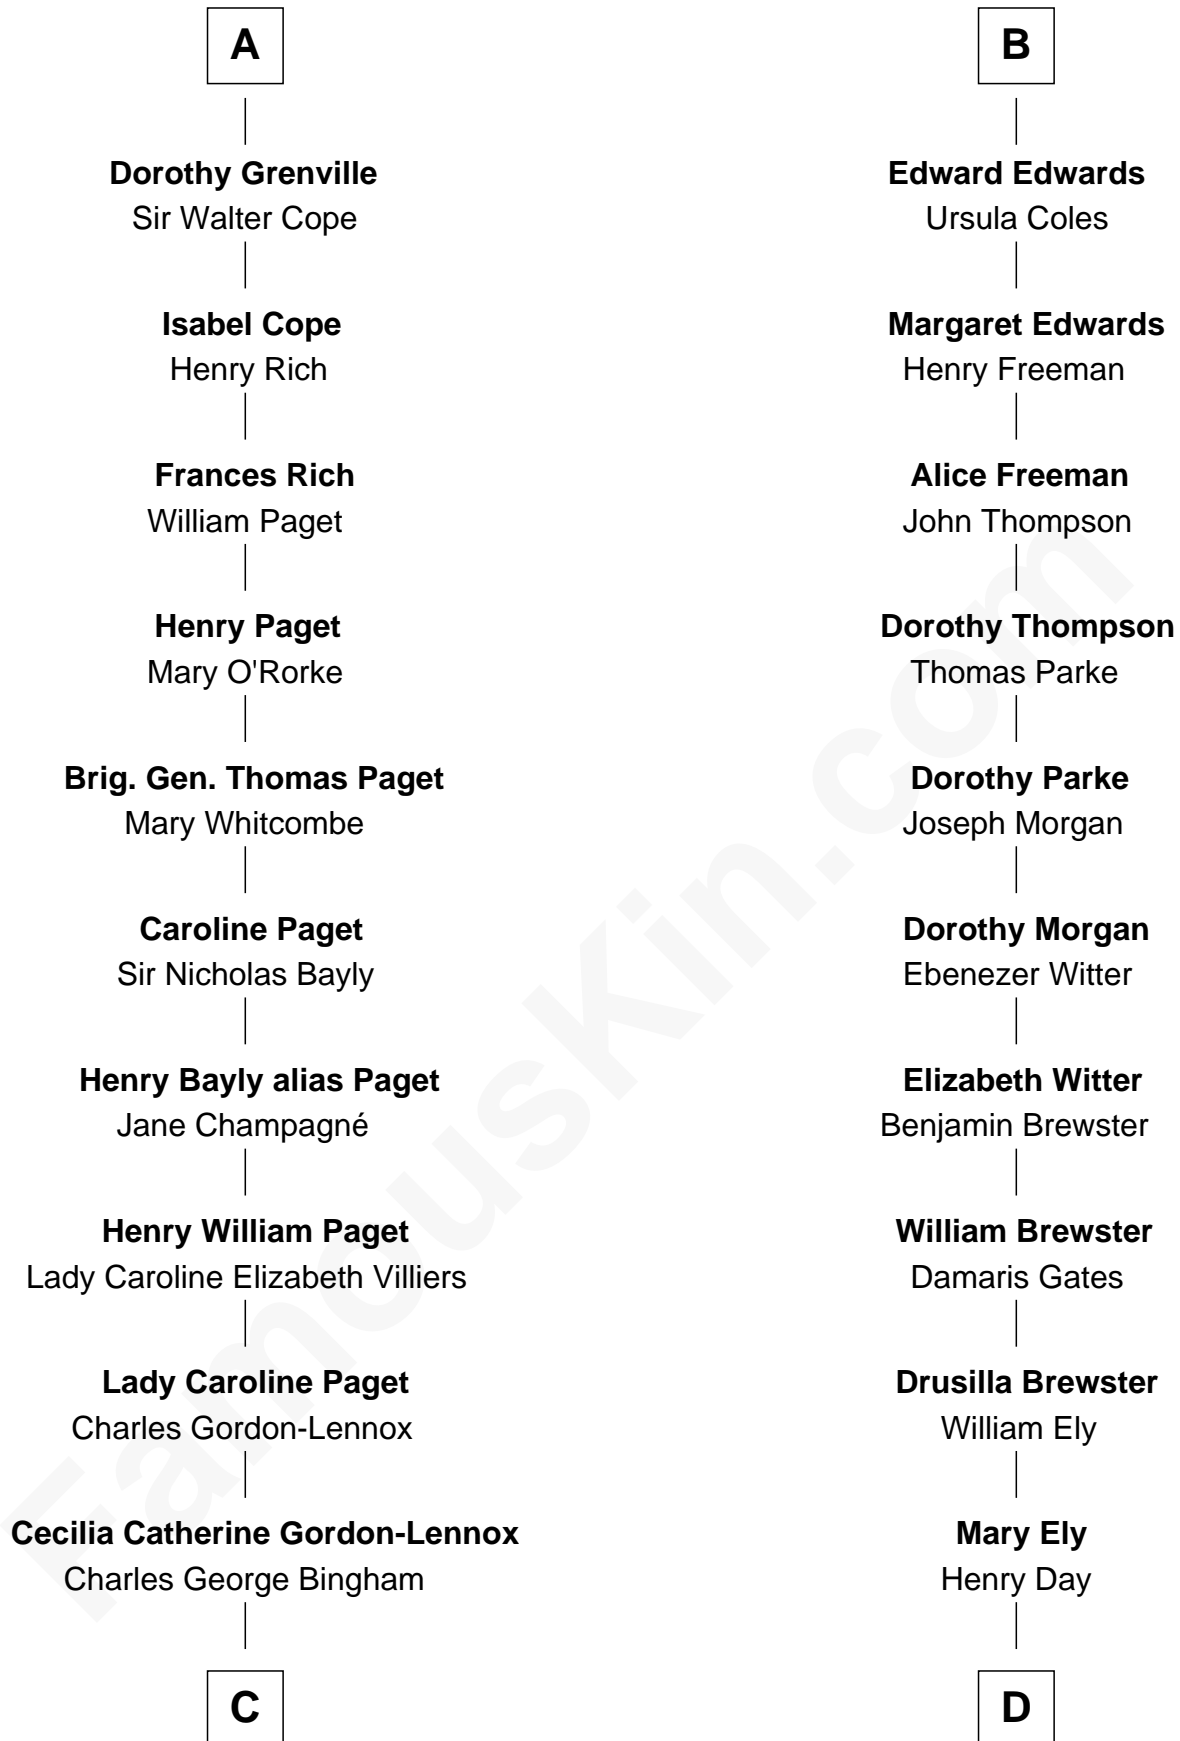 A
Dorothy Grenville
Sir Walter Cope
Isabel Cope
Henry Rich
Frances Rich
William Paget
Henry Paget
Mary O'Rorke
Brig. Gen. Thomas Paget
Mary Whitcombe
Caroline Paget
Sir Nicholas Bayly
Henry Bayly alias Paget
Jane Champagné
Henry William Paget
Lady Caroline Elizabeth Villiers
Lady Caroline Paget
Charles Gordon-Lennox
Cecilia Catherine Gordon-Lennox
Charles George Bingham
C
B
Edward Edwards
Ursula Coles
Margaret Edwards
Henry Freeman
Alice Freeman
John Thompson
Dorothy Thompson
Thomas Parke
Dorothy Parke
Joseph Morgan
Dorothy Morgan
Ebenezer Witter
Elizabeth Witter
Benjamin Brewster
William Brewster
Damaris Gates
Drusilla Brewster
William Ely
Mary Ely
Henry Day
D
FamousKin.com